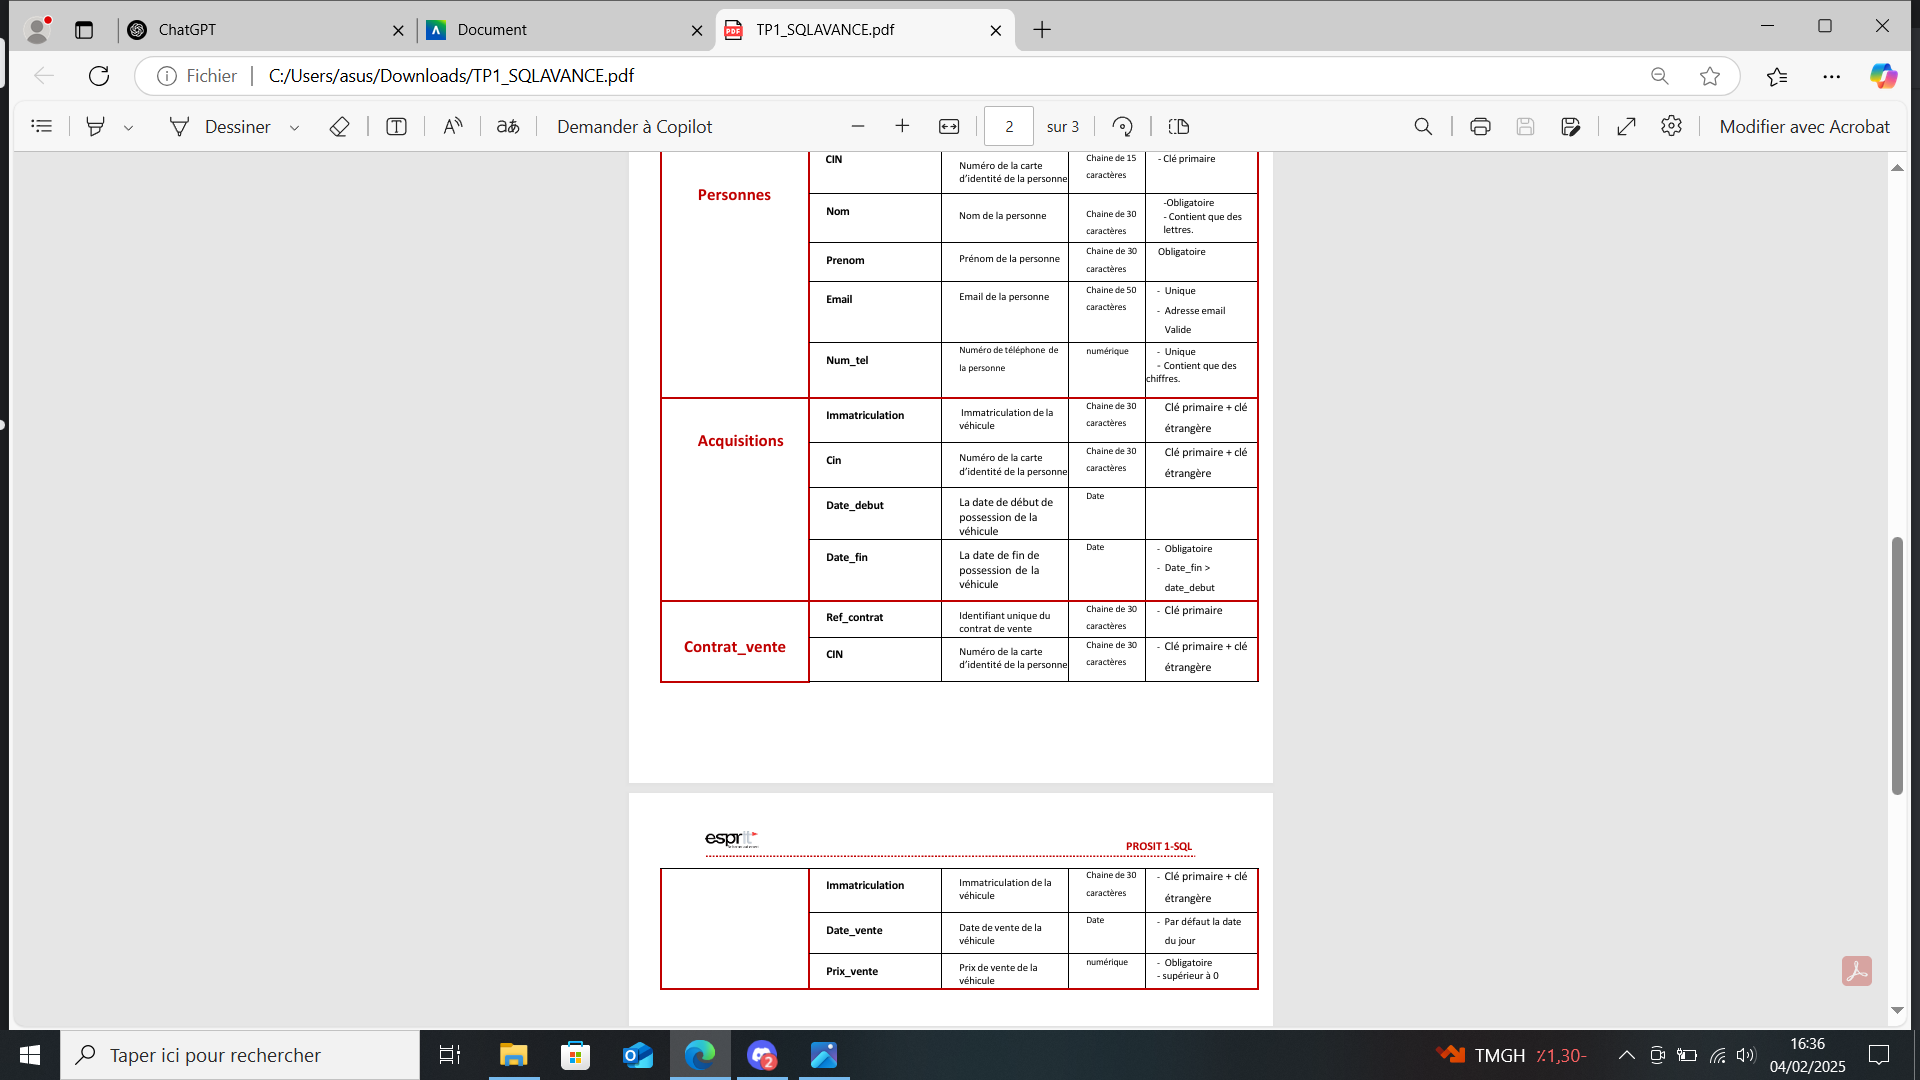 ChatGPT
Document
TP1_SQLAVANCE.pdf
Fichier
C:/Users/asus/Downloads/TP1_SQLAVANCE.pdf
Dessiner
Demander à Copilot
2
sur 3
Modifier avec Acrobat
Personnes
CIN
Numéro de la carte
d’identité de la personne
Chaine de 15
caractères
- Clé primaire
Nom
Nom de la personne
Chaine de 30
caractères
-Obligatoire
- Contient que des
lettres.
Prenom
Prénom de la personne
Chaine de 30
caractères
Obligatoire
Email
Email de la personne
Chaine de 50
caractères
- Unique
- Adresse email
Valide
Num_tel
Numéro de téléphone de
la personne
numérique
- Unique
- Contient que des
chiffres.
Acquisitions
Immatriculation
Immatriculation de la
véhicule
Chaine de 30
caractères
Clé primaire + clé
étrangère
Cin
Numéro de la carte
d’identité de la personne
Chaine de 30
caractères
Clé primaire + clé
étrangère
Date_debut
La date de début de
possession de la
véhicule
Date
Date_fin
La date de fin de
possession de la
véhicule
Date
- Obligatoire
- Date_fin >
date_debut
Contrat_vente
Ref_contrat
Identifiant unique du
contrat de vente
Chaine de 30
caractères
- Clé primaire
CIN
Numéro de la carte
d’identité de la personne
Chaine de 30
caractères
- Clé primaire + clé
étrangère
esprit
PROSIT 1-SQL
Immatriculation
Immatriculation de la
véhicule
Chaine de 30
caractères
- Clé primaire + clé
étrangère
Date_vente
Date de vente de la
véhicule
Date
- Par défaut la date
du jour
Prix_vente
Prix de vente de la
véhicule
numérique
- Obligatoire
- supérieur à 0
Taper ici pour rechercher
2
TMGH
٪1,30-
16:36
04/02/2025